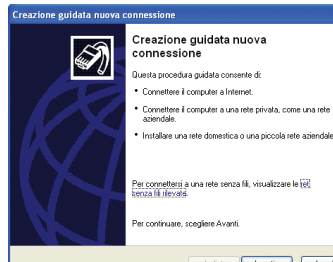 Creazione guidata nuova connessione
Creazione guidata nuova
connessione
Questa procedura guidata consente di:
• Connettere il computer a Internet.
• Connettere il computer a una rete privata, come una rete
aziendale.
• Installare una rete domestica o una piccola rete aziendale
Per connettersi a una rete senza fili, visualizzare le reti
senza fili rilevate.
Per continuare, scegliere Avanti.